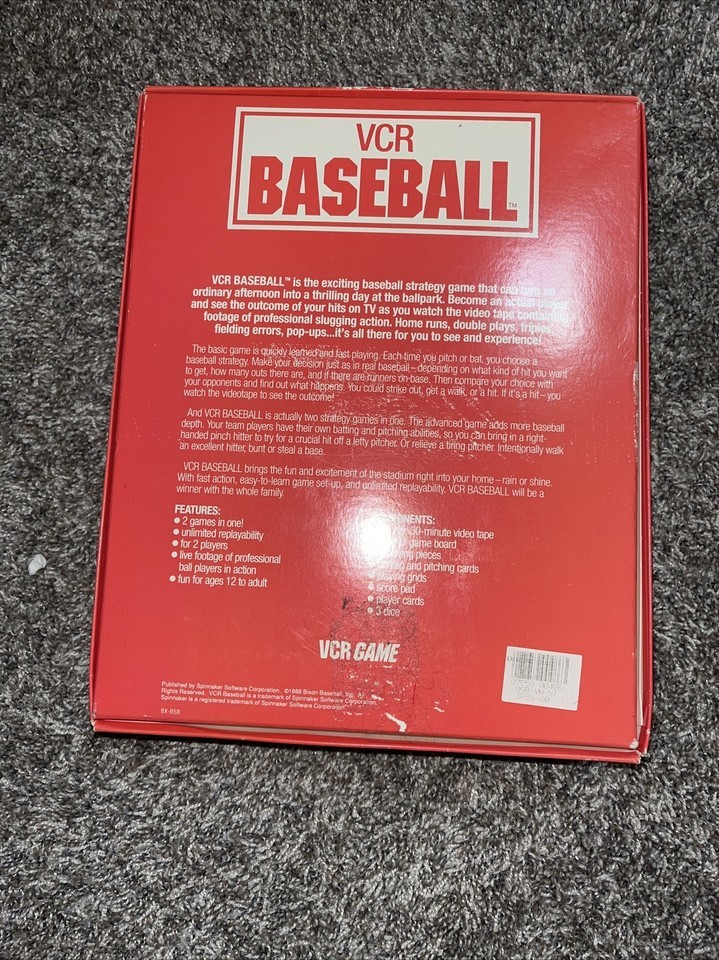 VCR
BASEBALL™
VCR BASEBALL™ is the exciting baseball strategy game that can turn an
ordinary afternoon into a thrilling day at the ballpark. Become an actual player
and see the outcome of your hits on TV as you watch the video tape containing
footage of professional slugging action. Home runs, double plays, triples,
fielding errors, pop-ups...it's all there for you to see and experience!
The basic game is quickly learned and fast playing. Each time you pitch or bat, you choose a
baseball strategy. Make your decision just as in real baseball – depending on what kind of hit you want
to get, how many outs there are, and if there are runners on-base. Then compare your choice with
your opponents and find out what happens. You could strike out, get a walk, or a hit. If it's a hit – you
watch the videotape to see the outcome!
And VCR BASEBALL is actually two strategy games in one. The advanced game adds more baseball
depth. Your team players have their own batting and pitching abilities, so you can bring in a right-
handed pinch hitter to try for a crucial hit off a lefty pitcher. Or relieve a tiring pitcher. Intentionally walk
an excellent hitter, bunt or steal a base.
VCR BASEBALL brings the fun and excitement of the stadium right into your home – rain or shine.
With fast action, easy-to-learn game set-up, and unlimited replayability. VCR BASEBALL will be a
winner with the whole family.
FEATURES:
• 2 games in one!
• unlimited replayability
• for 2 players
• live footage of professional
ball players in action
• fun for ages 12 to adult
30-minute video tape
game board
pieces
and pitching cards
playing grids
• score pad
• player cards
• 3 dice
VCR GAME
Published by Spinnaker Software Corporation. ©1988 Bison Baseball, Inc. All
Rights Reserved. VCR Baseball is a trademark of Spinnaker Software Corporation.
Spinnaker is a registered trademark of Spinnaker Software Corporation.
BX-BSB